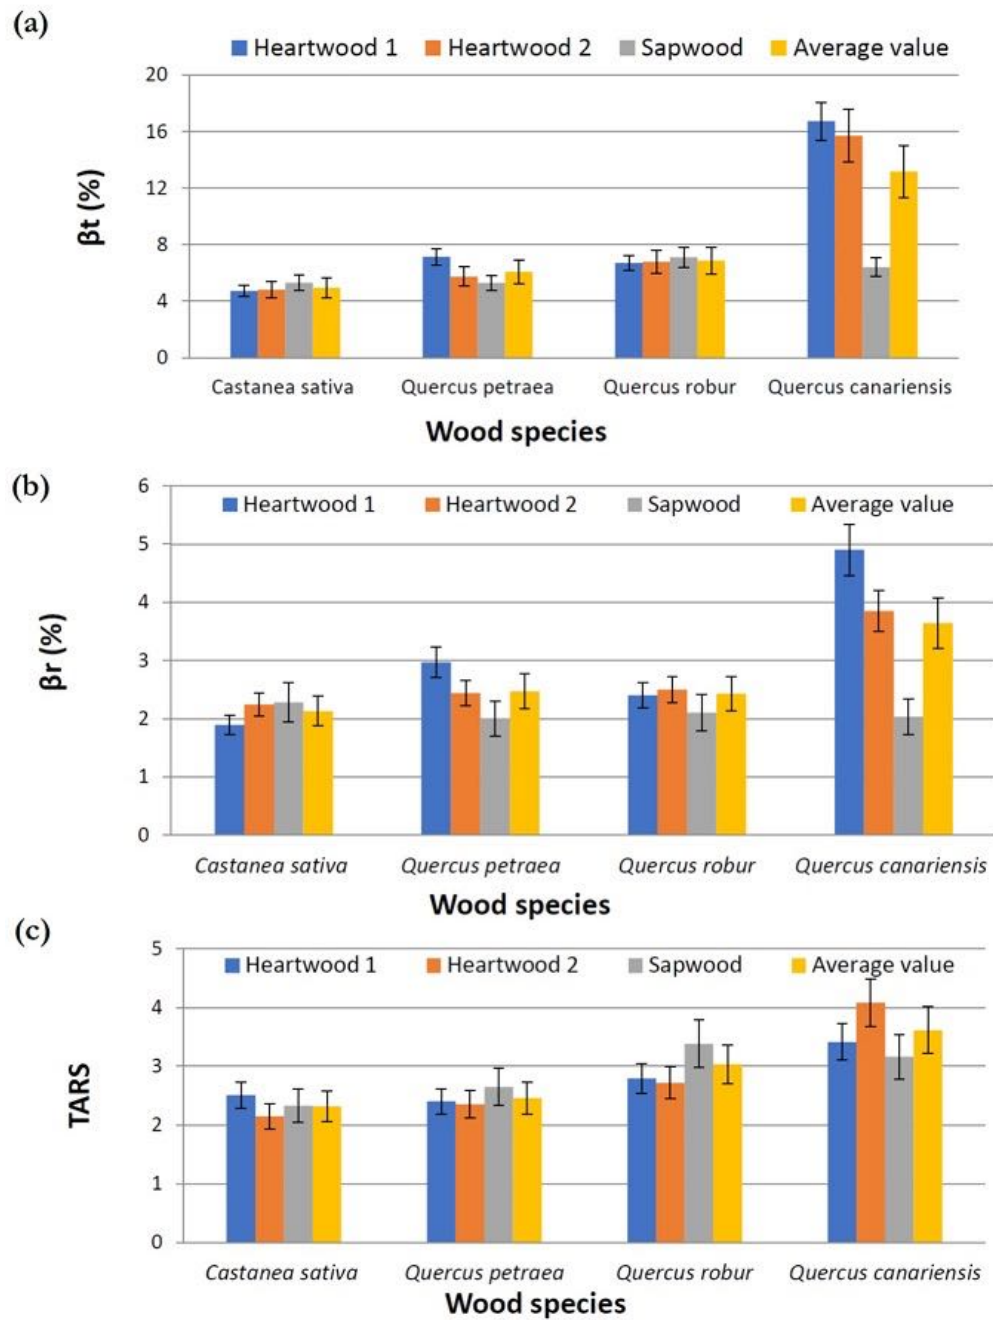 (a)
Heartwood 1 Heartwood 2 Sapwood Average value
20
16
12
8
4
0
βt (%)
Castanea sativa Quercus petraea Quercus robur Quercus canariensis
Wood species
(b)
6
Heartwood 1 Heartwood 2 Sapwood Average value
5
4
3
2
1
0
βr (%)
Castanea sativa Quercus petraea Quercus robur Quercus canariensis
Wood species
(c)
5
Heartwood 1 Heartwood 2 Sapwood Average value
4
3
2
1
0
TARS
Castanea sativa Quercus petraea Quercus robur Quercus canariensis
Wood species